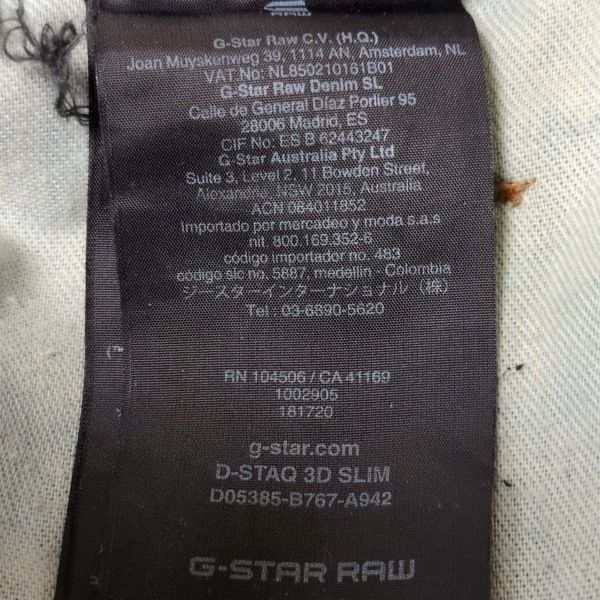 RAW
G-Star Raw C.V. (H.Q.)
Joan Muyskenweg 39, 1114 AN, Amsterdam, NL
VAT No: NL850210161B01
G-Star Raw Denim SL
Calle de General Díaz Porlier 95
28006 Madrid, ES
CIF No: ES B 62443247
G-Star Australia Pty Ltd
Suite 3, Level 2, 11 Bowden Street,
Alexandria, NSW 2015, Australia
ACN 084011852
Importado por mercadeo y moda s.a.s
nit. 800.169.352-6
código importador no. 483
código sic no. 5887, medellin - Colombia
ジースターインターナショナル（株）
Tel : 03-6890-5620
RN 104506 / CA 41169
1002905
181720
g-star.com
D-STAQ 3D SLIM
D05385-B767-A942
G-STAR RAW